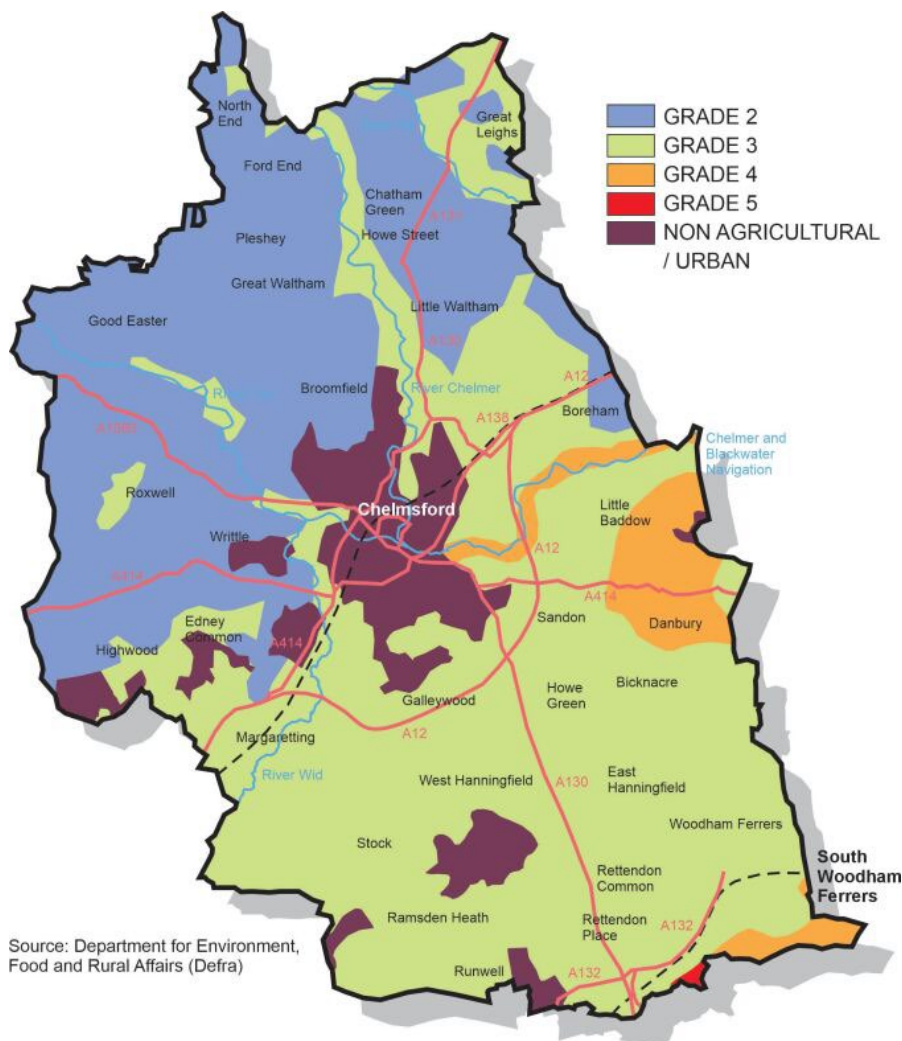 North
End
Great
Leighs
Ford End
Chatham
Green
Howe Street
Pleshey
Great Waltham
Little Waltham
Good Easter
GRADE 2
GRADE 3
GRADE 4
GRADE 5
NON AGRICULTURAL
/ URBAN
Broomfield
River Chelmer
A12
A138
Boreham
Chelmer and
Blackwater
Navigation
Roxwell
Little
Baddow
Chelmsford
Writtle
A12
A414
A414
Sandon
Danbury
Edney
Common
Highwood
A414
Howe
Green
Bicknacre
Galleywood
Margaretting
A12
River Wid
West Hanningfield
A130
East
Hanningfield
Woodham Ferrers
Stock
South
Woodham
Ferrers
Rettendon
Common
Ramsden Heath
Rettendon
Place
A132
Runwell
A132
Source: Department for Environment,
Food and Rural Affairs (Defra)